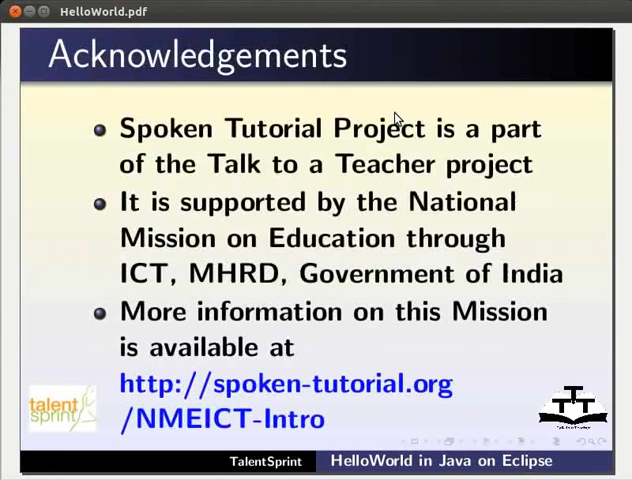 HelloWorld.pdf
Acknowledgements
Spoken Tutorial Project is a part
of the Talk to a Teacher project
It is supported by the National
Mission on Education through
ICT, MHRD, Government of India
More information on this Mission
is available at
http://spoken-tutorial.org
/NMEICT-Intro
talent
sprint
TalentSprint
HelloWorld in Java on Eclipse